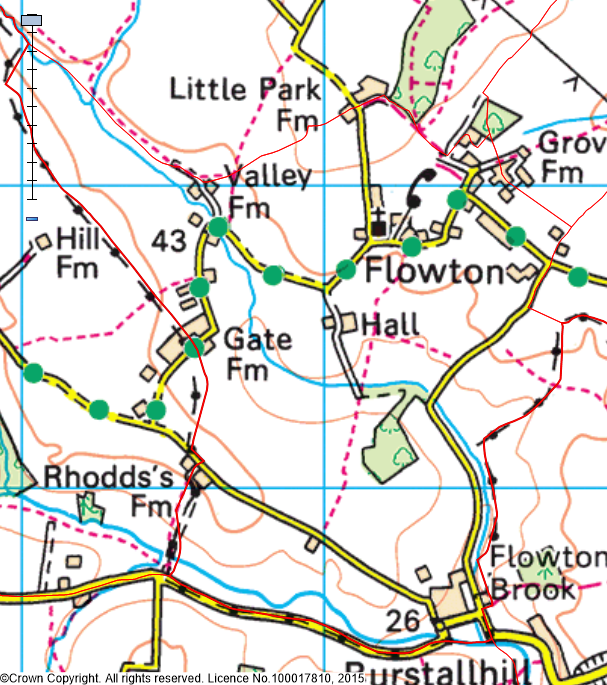 Little Park
Fm
Grov
Fm
Valley
Fm
43
Hill
Fm
Flowton
Hall
Gate
Fm
Rhodds's
Fm
Flowton
Brook
26
Burstallhill
©Crown Copyright. All rights reserved. Licence No.100017810, 2015.